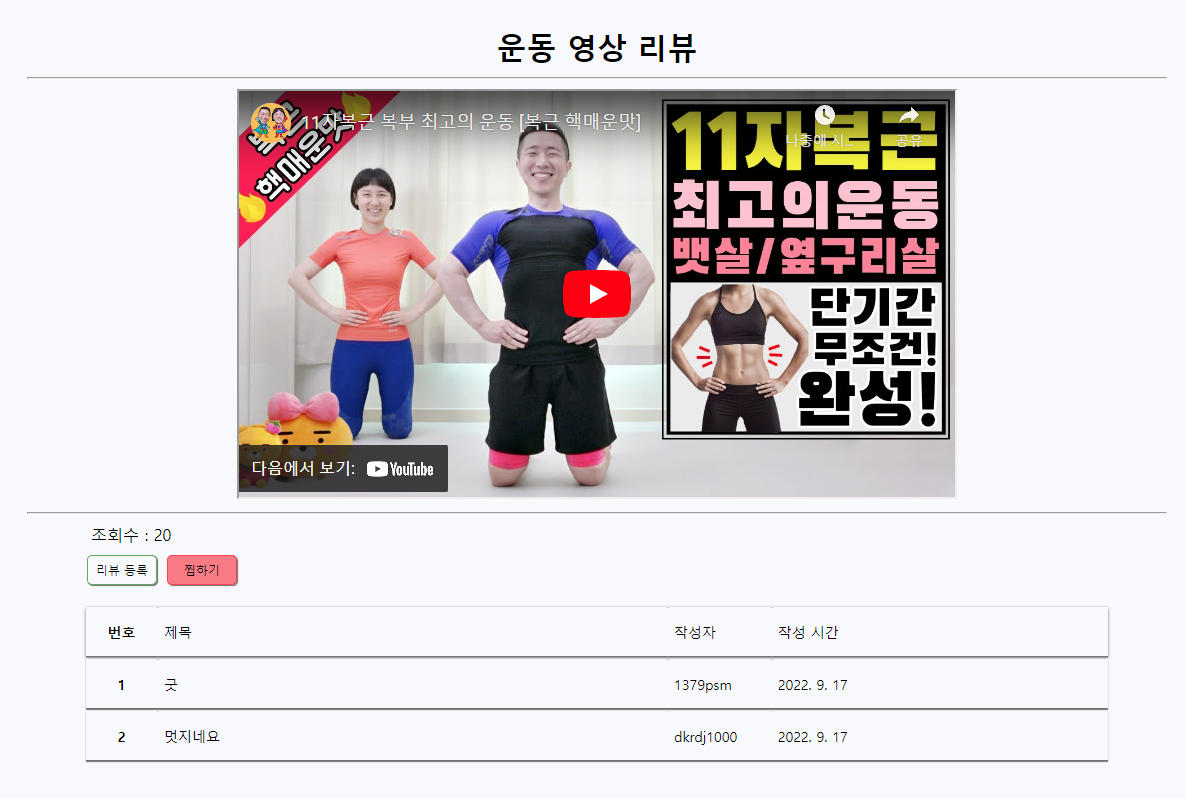 운동 영상 리뷰
11자복근 복부 최고의 운동 [복근 핵매운맛]
나중에 시...
공유
복근
핵매운맛
11자복근
최고의운동
뱃살/옆구리살
단기간
무조건!
완성!
다음에서 보기: YouTube
조회수 : 20
리뷰 등록 찜하기
번호 제목 작성자 작성 시간
1 굿 1379psm 2022. 9. 17
2 멋지네요 dkrdj1000 2022. 9. 17